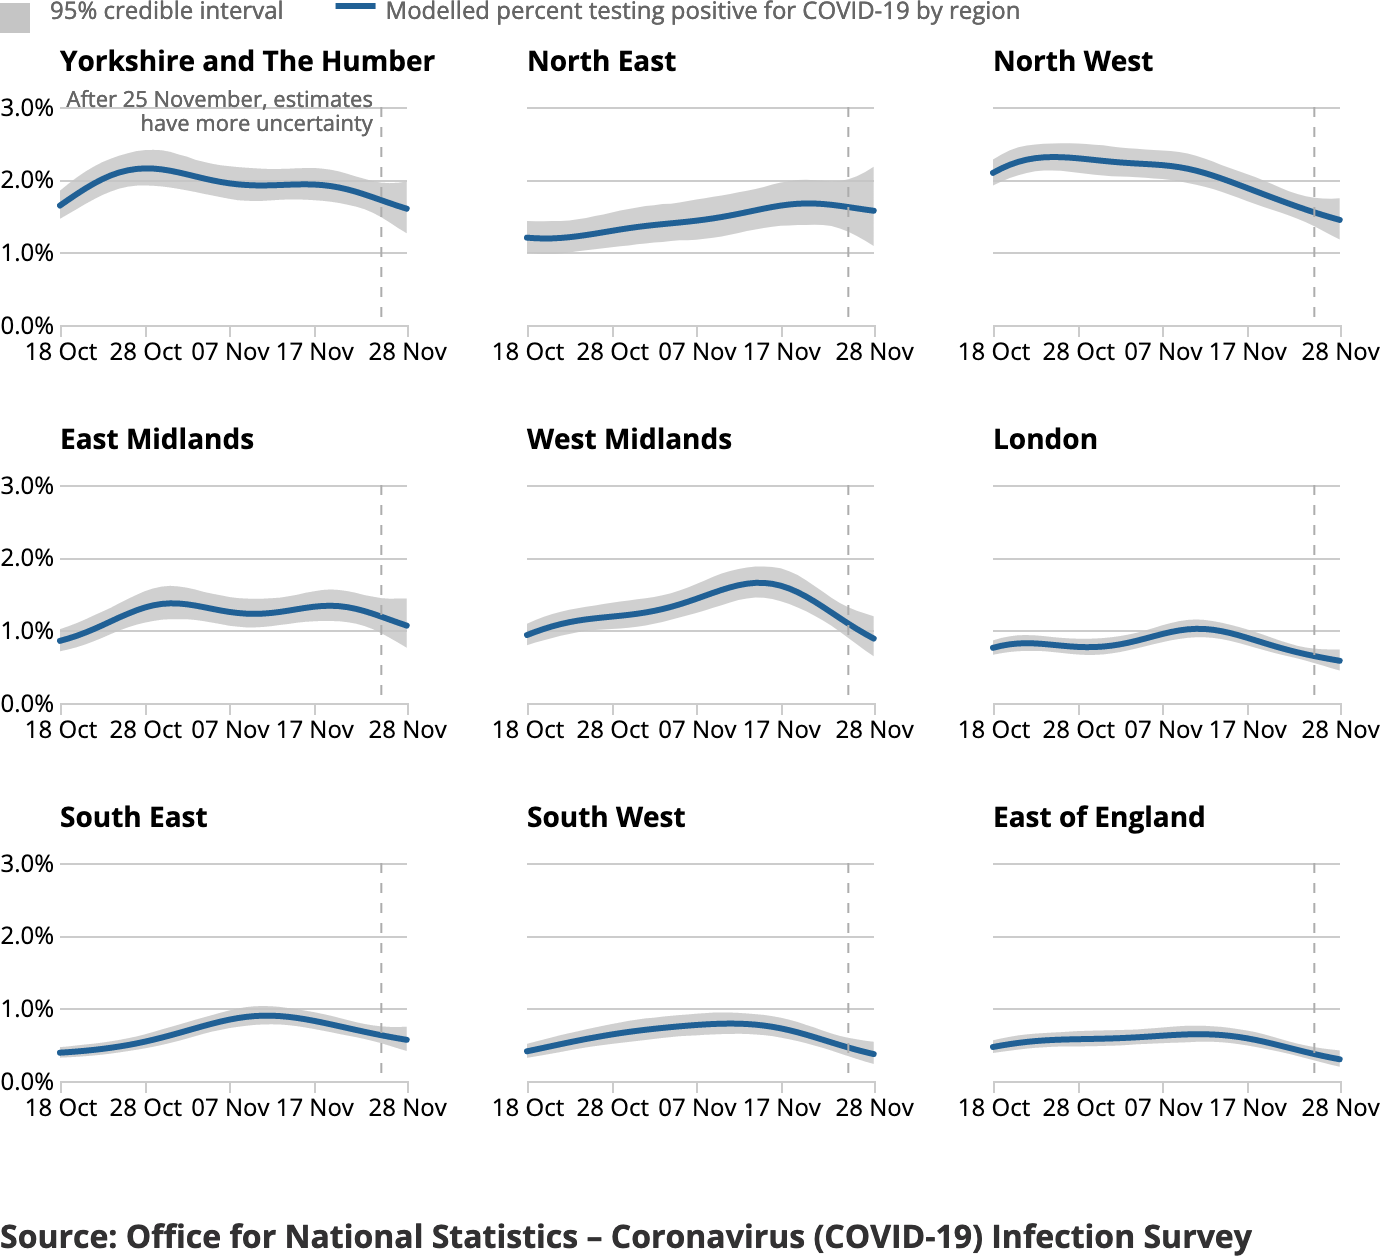 95% credible interval Modelled percent testing positive for COVID-19 by region
Yorkshire and The Humber North East North West
After 25 November, estimates
have more uncertainty
3.0%
2.0%
1.0%
0.0%
18 Oct 28 Oct 07 Nov 17 Nov 28 Nov 18 Oct 28 Oct 07 Nov 17 Nov 28 Nov 18 Oct 28 Oct 07 Nov 17 Nov 28 Nov
East Midlands West Midlands London
3.0%
2.0%
1.0%
0.0%
18 Oct 28 Oct 07 Nov 17 Nov 28 Nov 18 Oct 28 Oct 07 Nov 17 Nov 28 Nov 18 Oct 28 Oct 07 Nov 17 Nov 28 Nov
South East South West East of England
3.0%
2.0%
1.0%
0.0%
18 Oct 28 Oct 07 Nov 17 Nov 28 Nov 18 Oct 28 Oct 07 Nov 17 Nov 28 Nov 18 Oct 28 Oct 07 Nov 17 Nov 28 Nov
Source: Office for National Statistics – Coronavirus (COVID-19) Infection Survey